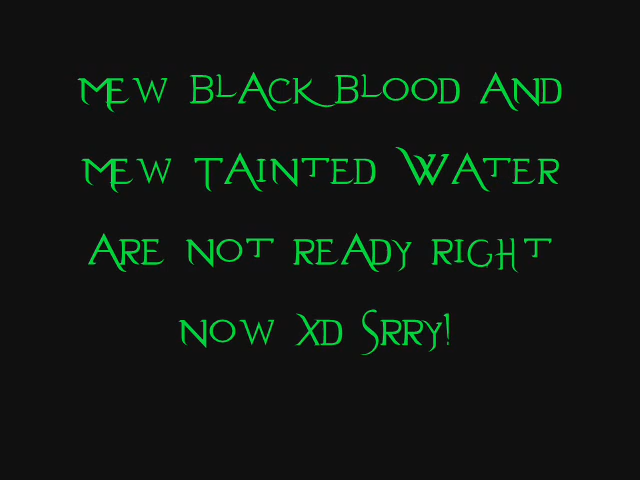 Mew Black Blood and
Mew Tainted Water
are not ready right
now XD Srry!